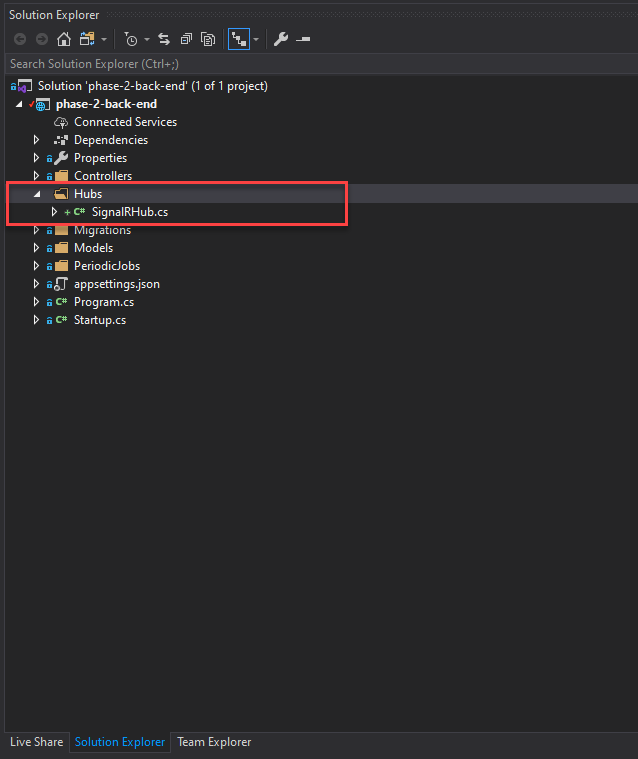 Solution Explorer
Search Solution Explorer (Ctrl+;)
Solution 'phase-2-back-end' (1 of 1 project)
phase-2-back-end
Connected Services
Dependencies
Properties
Controllers
Hubs
C# SignalRHub.cs
Migrations
Models
PeriodicJobs
appsettings.json
C# Program.cs
C# Startup.cs
Live Share Solution Explorer Team Explorer